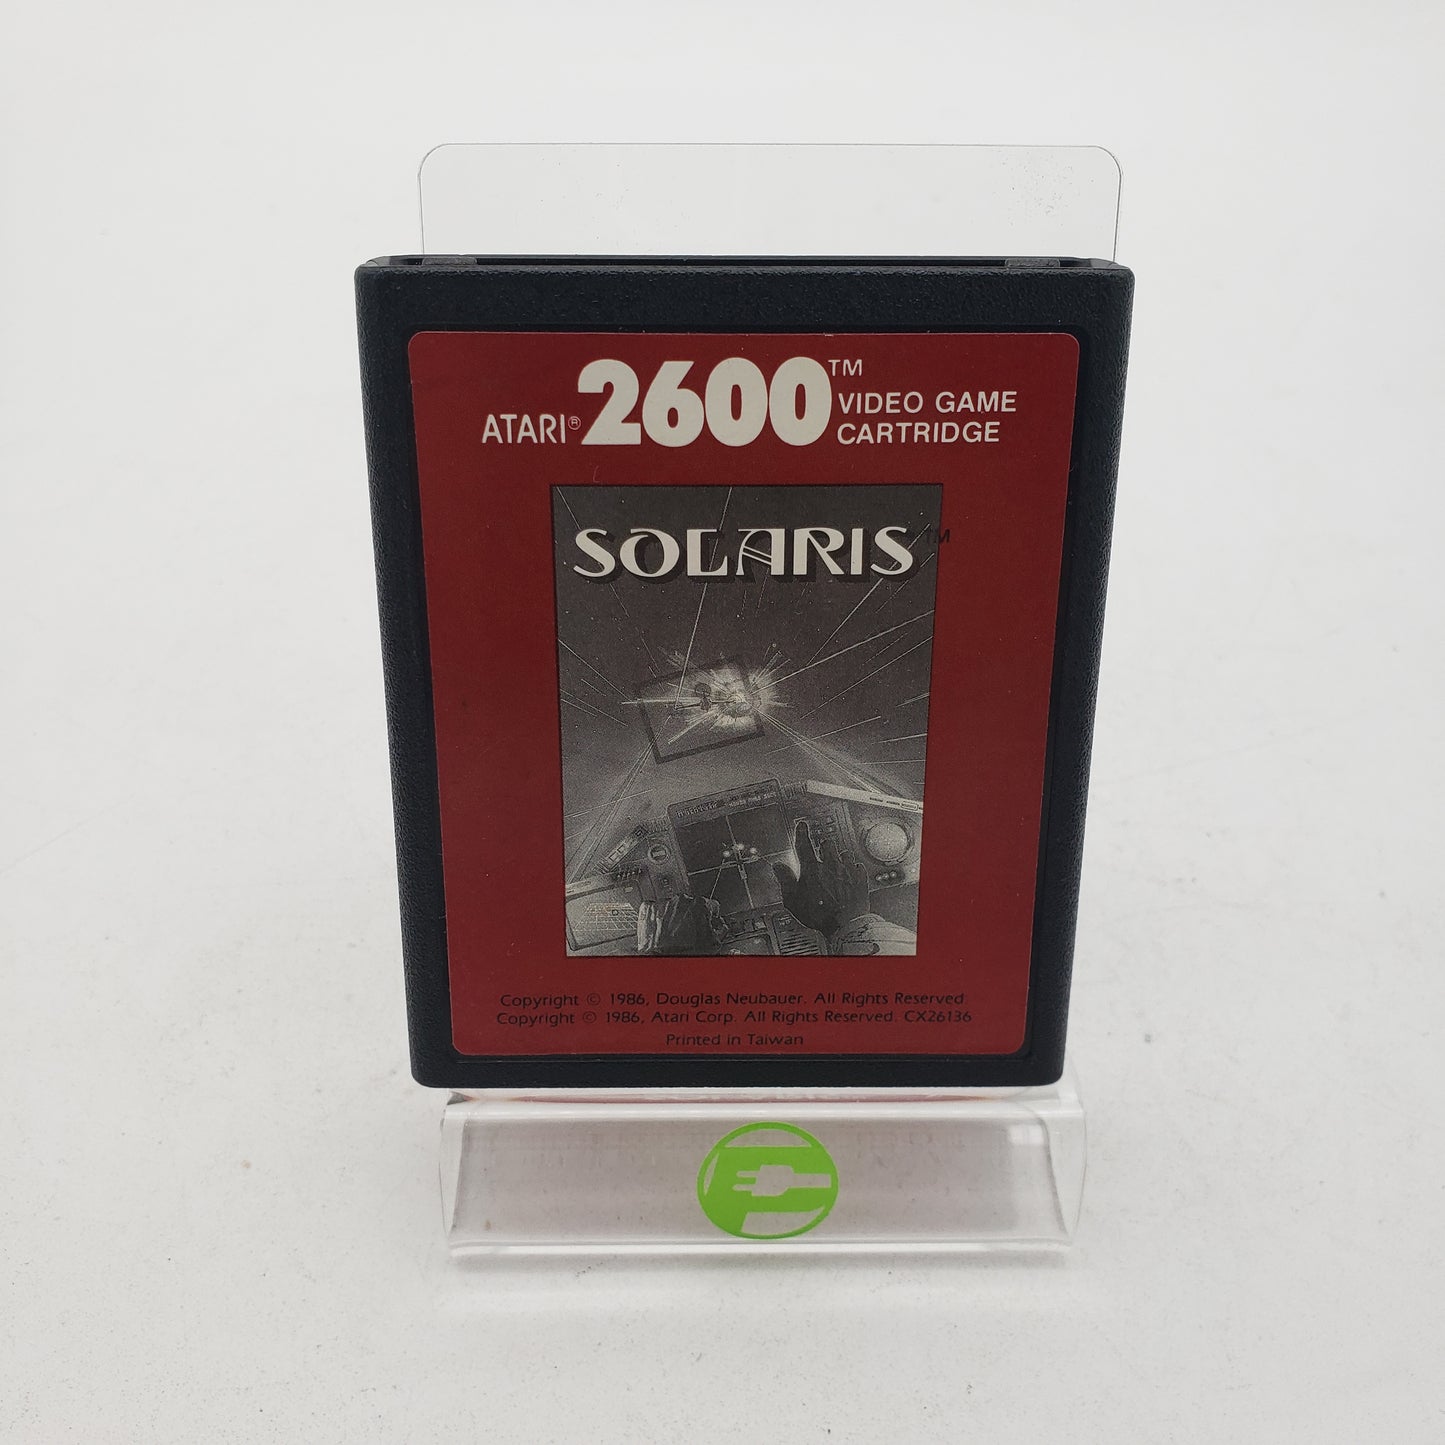 ATARI® 2600™ VIDEO GAME
CARTRIDGE
SOLARIS™
Copyright © 1986, Douglas Neubauer. All Rights Reserved.
Copyright © 1986, Atari Corp. All Rights Reserved. CX26136
Printed in Taiwan